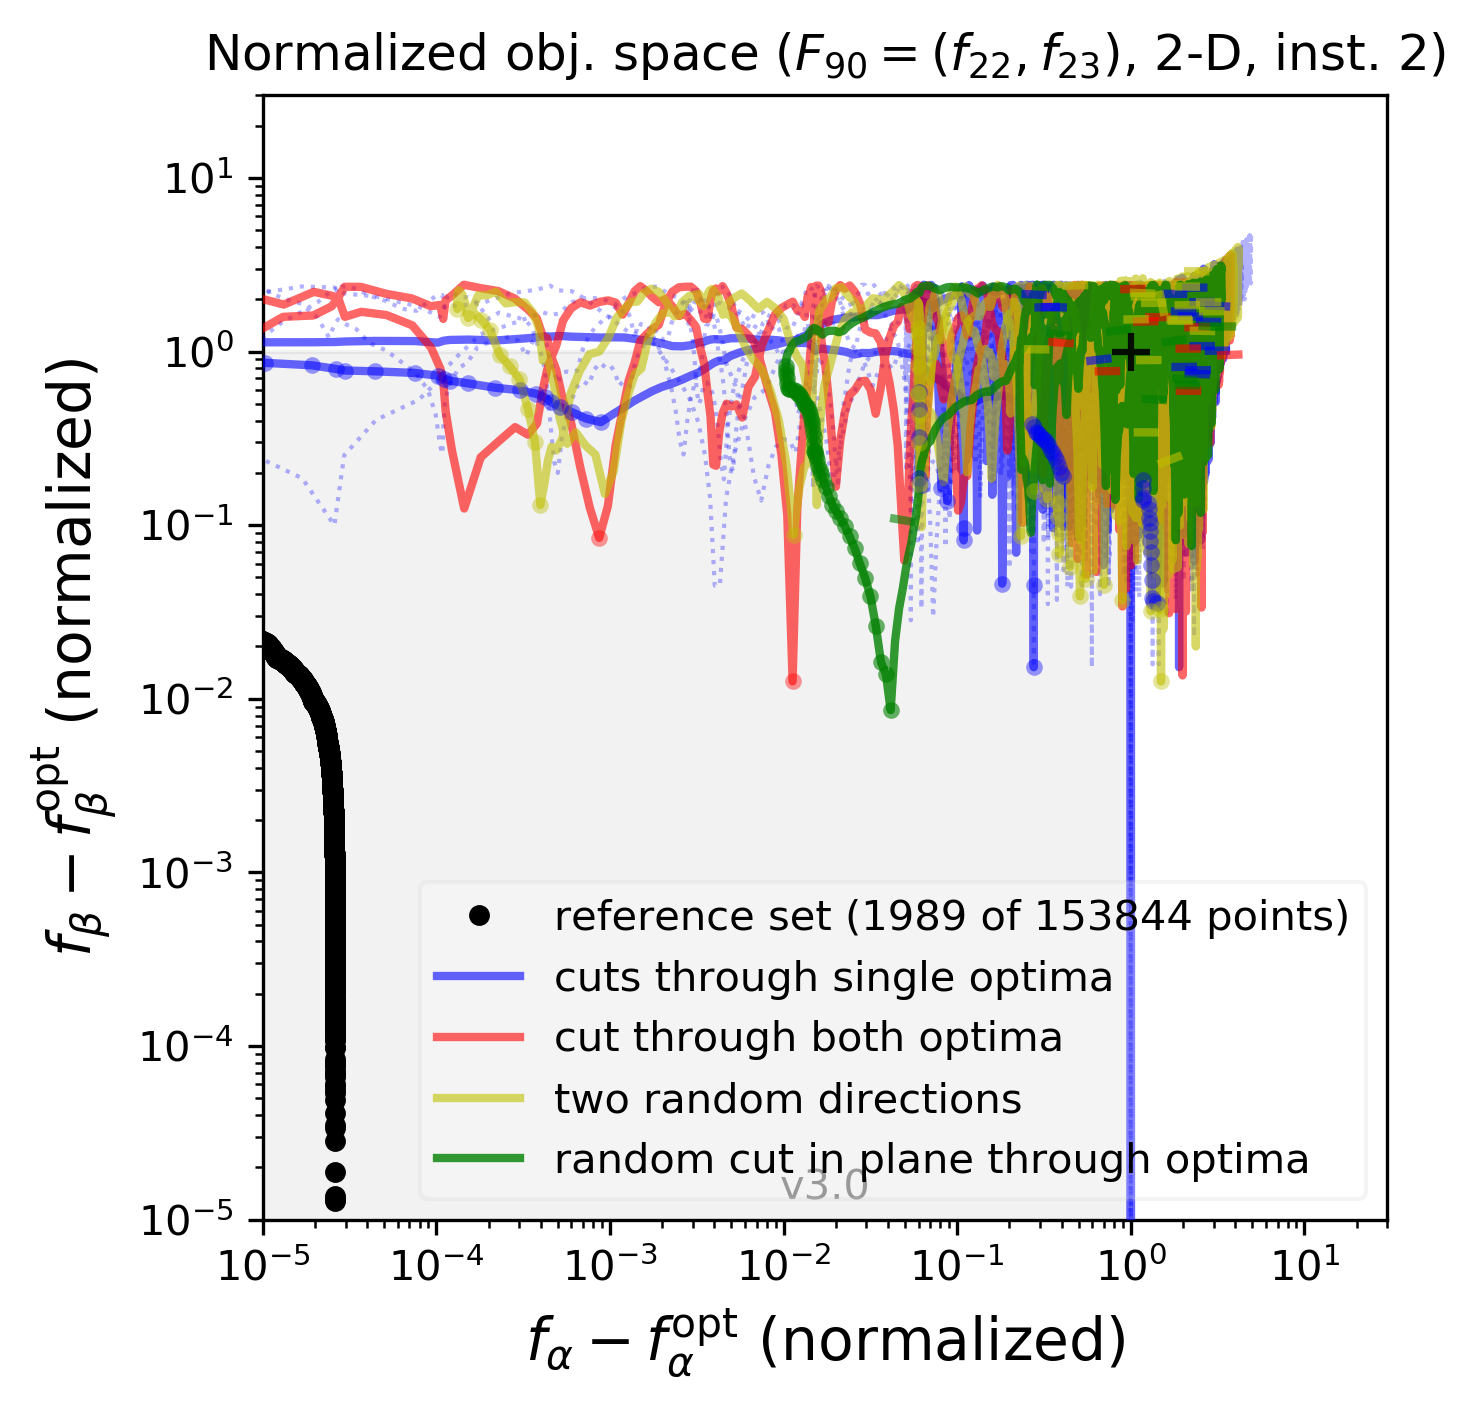 Normalized obj. space (F₉₀ = (f₂₂, f₂₃), 2-D, inst. 2)
10¹
10⁰
10⁻¹
10⁻²
10⁻³
10⁻⁴
10⁻⁵
f_β − f_β^opt (normalized)
reference set (1989 of 153844 points)
cuts through single optima
cut through both optima
two random directions
random cut in plane through optima
v3.0
10⁻⁵ 10⁻⁴ 10⁻³ 10⁻² 10⁻¹ 10⁰ 10¹
f_α − f_α^opt (normalized)